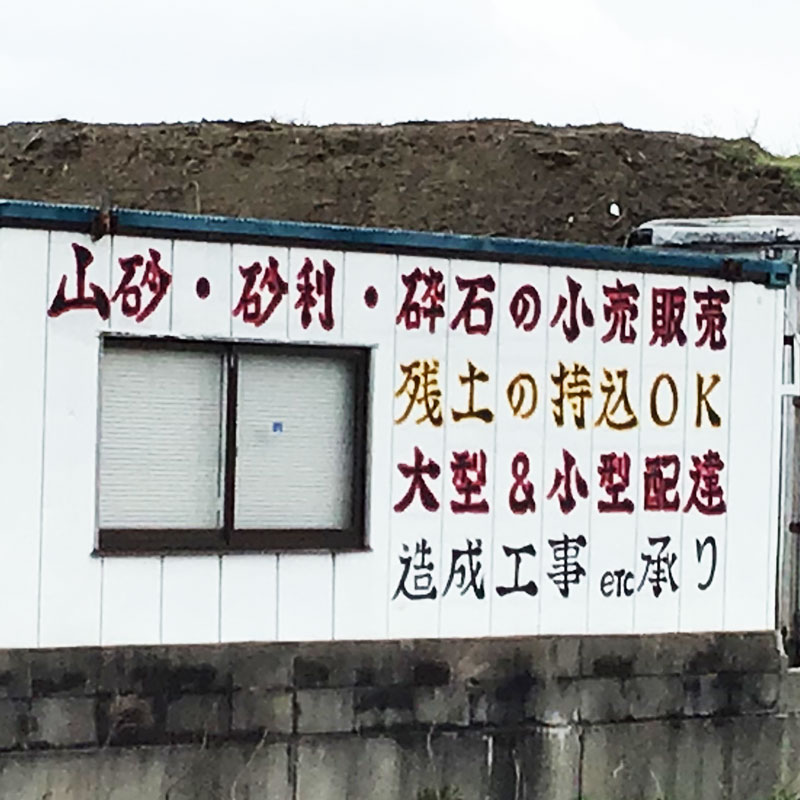 山砂・砂利・砕石の小売販売
残土の持込OK
大型&小型配達
造成工事etc承り